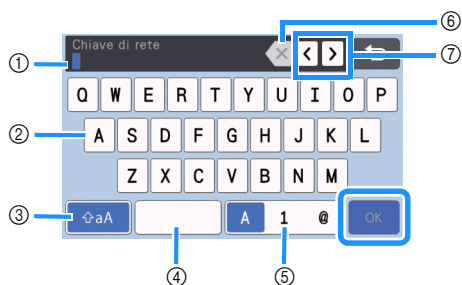 ⑥
Chiave di rete
① ⑦
Q W E R T Y U I O P
② A S D F G H J K L
Z X C V B N M
③ ⇧aA A 1 @ OK
④ ⑤